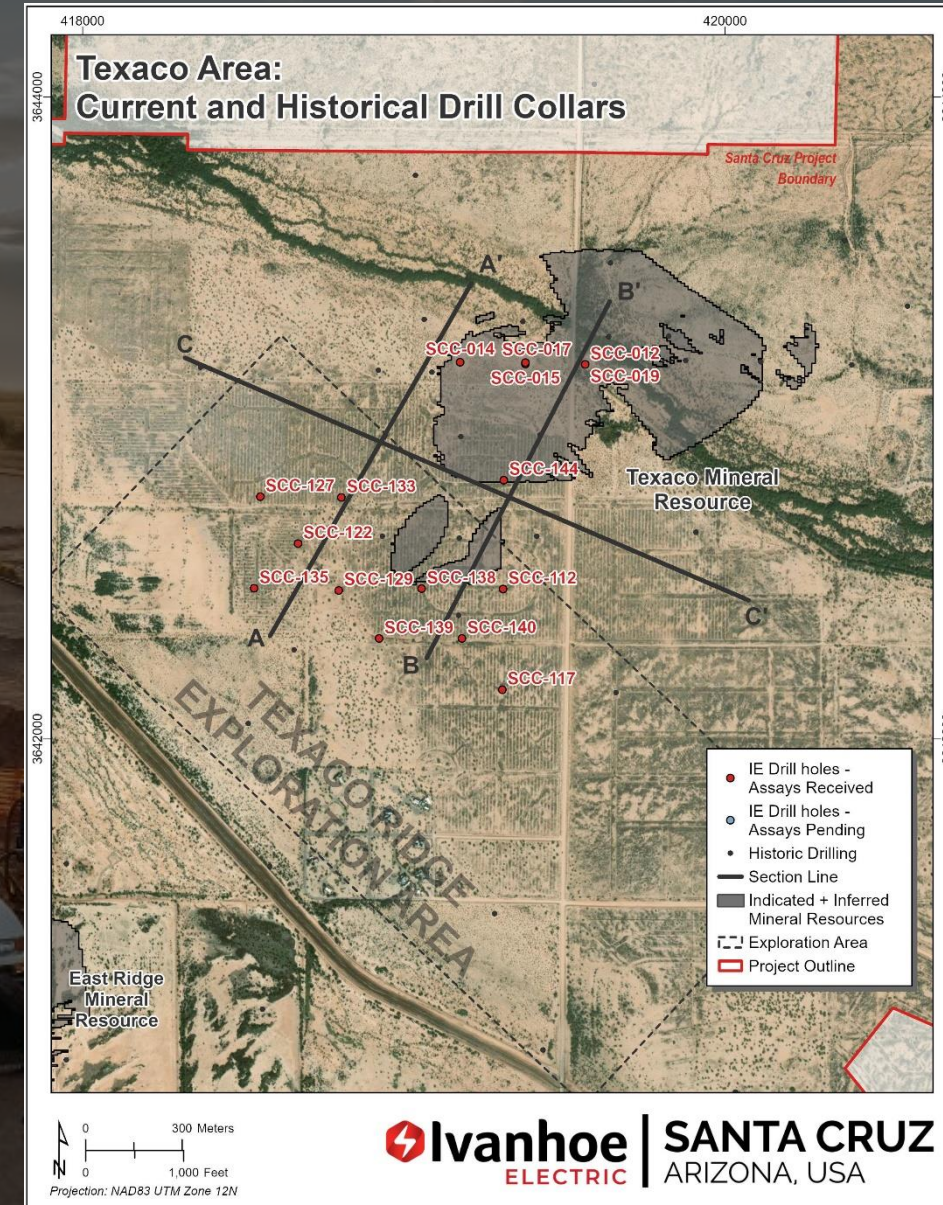 418000
420000
Texaco Area:
Current and Historical Drill Collars
3644000
Santa Cruz Project
Boundary
A'
B'
C
SCC-014
SCC-017
SCC-012
SCC-015
SCC-019
SCC-144
Texaco Mineral
Resource
SCC-127
SCC-133
SCC-122
SCC-135
SCC-129
SCC-138
SCC-112
C'
A
SCC-139
SCC-140
B
SCC-117
3642000
TEXACO RIDGE
EXPLORATION AREA
IE Drill holes -
Assays Received
IE Drill holes -
Assays Pending
Historic Drilling
Section Line
Indicated + Inferred
Mineral Resources
Exploration Area
Project Outline
East Ridge
Mineral
Resource
N
0 300 Meters
0 1,000 Feet
Projection: NAD83 UTM Zone 12N
Ivanhoe
ELECTRIC
SANTA CRUZ
ARIZONA, USA